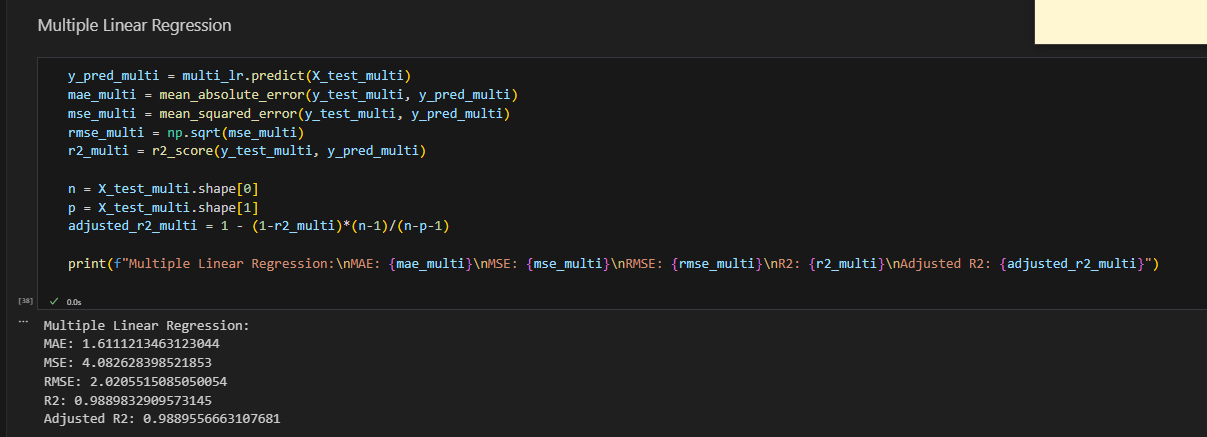 Multiple Linear Regression
y_pred_multi = multi_lr.predict(X_test_multi)
mae_multi = mean_absolute_error(y_test_multi, y_pred_multi)
mse_multi = mean_squared_error(y_test_multi, y_pred_multi)
rmse_multi = np.sqrt(mse_multi)
r2_multi = r2_score(y_test_multi, y_pred_multi)
n = X_test_multi.shape[0]
p = X_test_multi.shape[1]
adjusted_r2_multi = 1 - (1-r2_multi)*(n-1)/(n-p-1)
print(f"Multiple Linear Regression:\nMAE: {mae_multi}\nMSE: {mse_multi}\nRMSE: {rmse_multi}\nR2: {r2_multi}\nAdjusted R2: {adjusted_r2_multi}")
[38] ✓ 0.0s
... Multiple Linear Regression:
MAE: 1.6111213463123044
MSE: 4.082628398521853
RMSE: 2.0205515085050054
R2: 0.9889832909573145
Adjusted R2: 0.9889556663107681